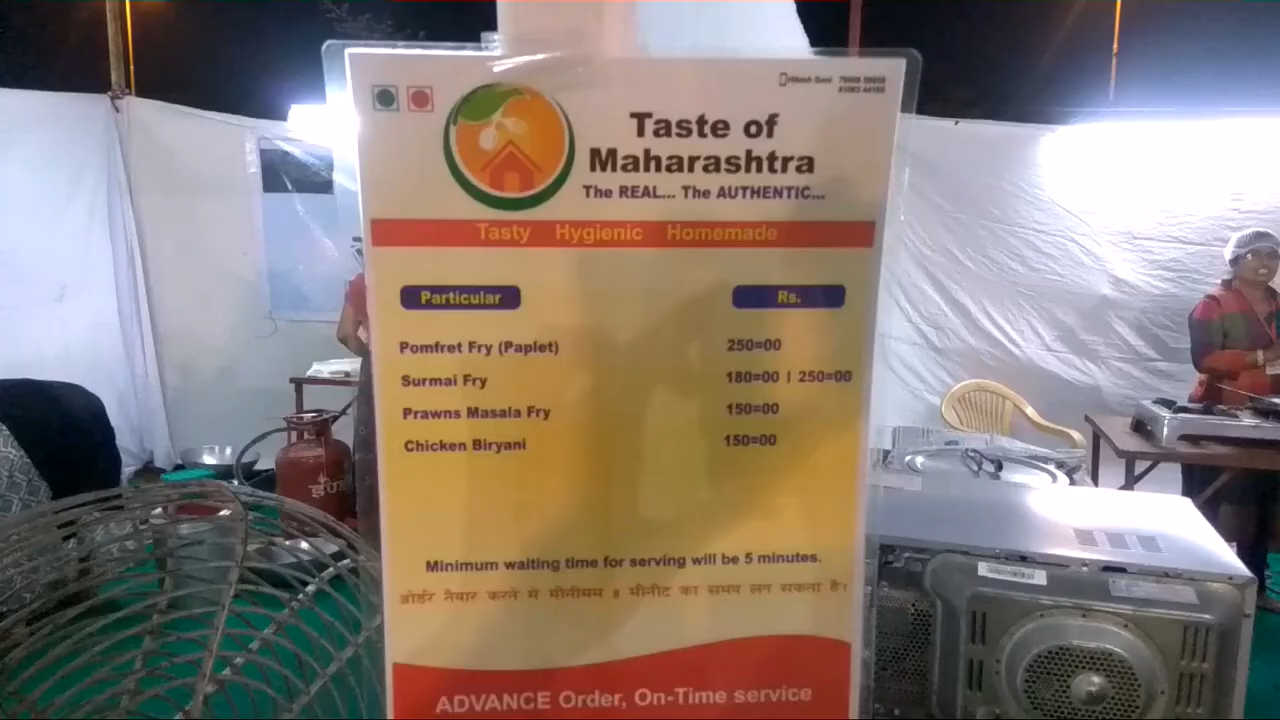 Taste of
Maharashtra
The REAL... The AUTHENTIC...
Tasty Hygienic Homemade
Particular Rs.
Pomfret Fry (Paplet) 250=00
Surmai Fry 180=00 | 250=00
Prawns Masala Fry 150=00
Chicken Biryani 150=00
Minimum waiting time for serving will be 5 minutes.
ओर्डर तैयार करने में मीनीमम मीनीट का समय लग सकता है।
ADVANCE Order, On-Time service